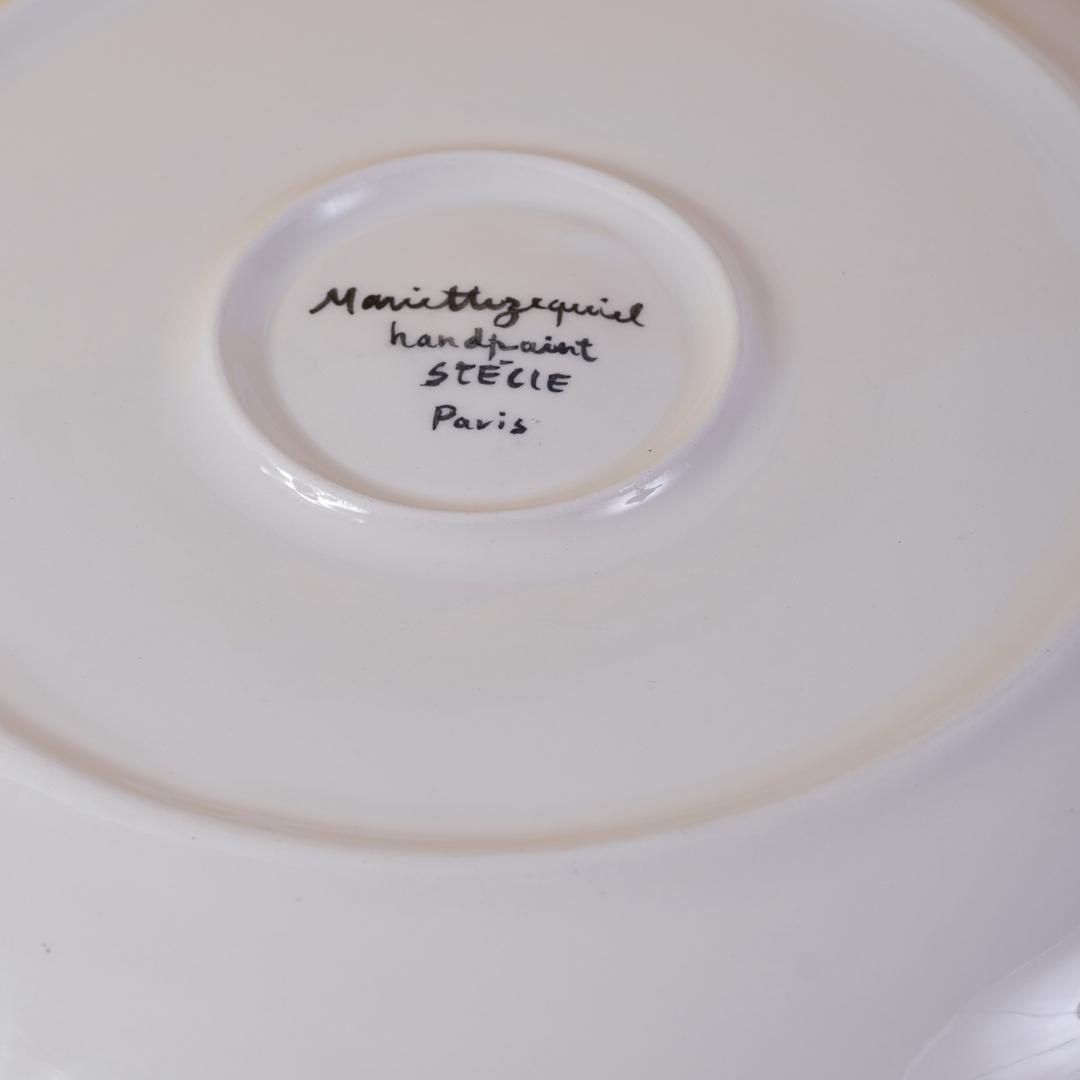 Mariettezequiel
handpaint
STÉCIE
Paris